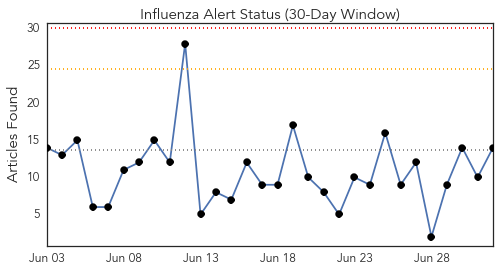 Influenza Alert Status (30-Day Window)
Articles Found
30
25
20
15
10
5
Jun 03
Jun 08
Jun 13
Jun 18
Jun 23
Jun 28